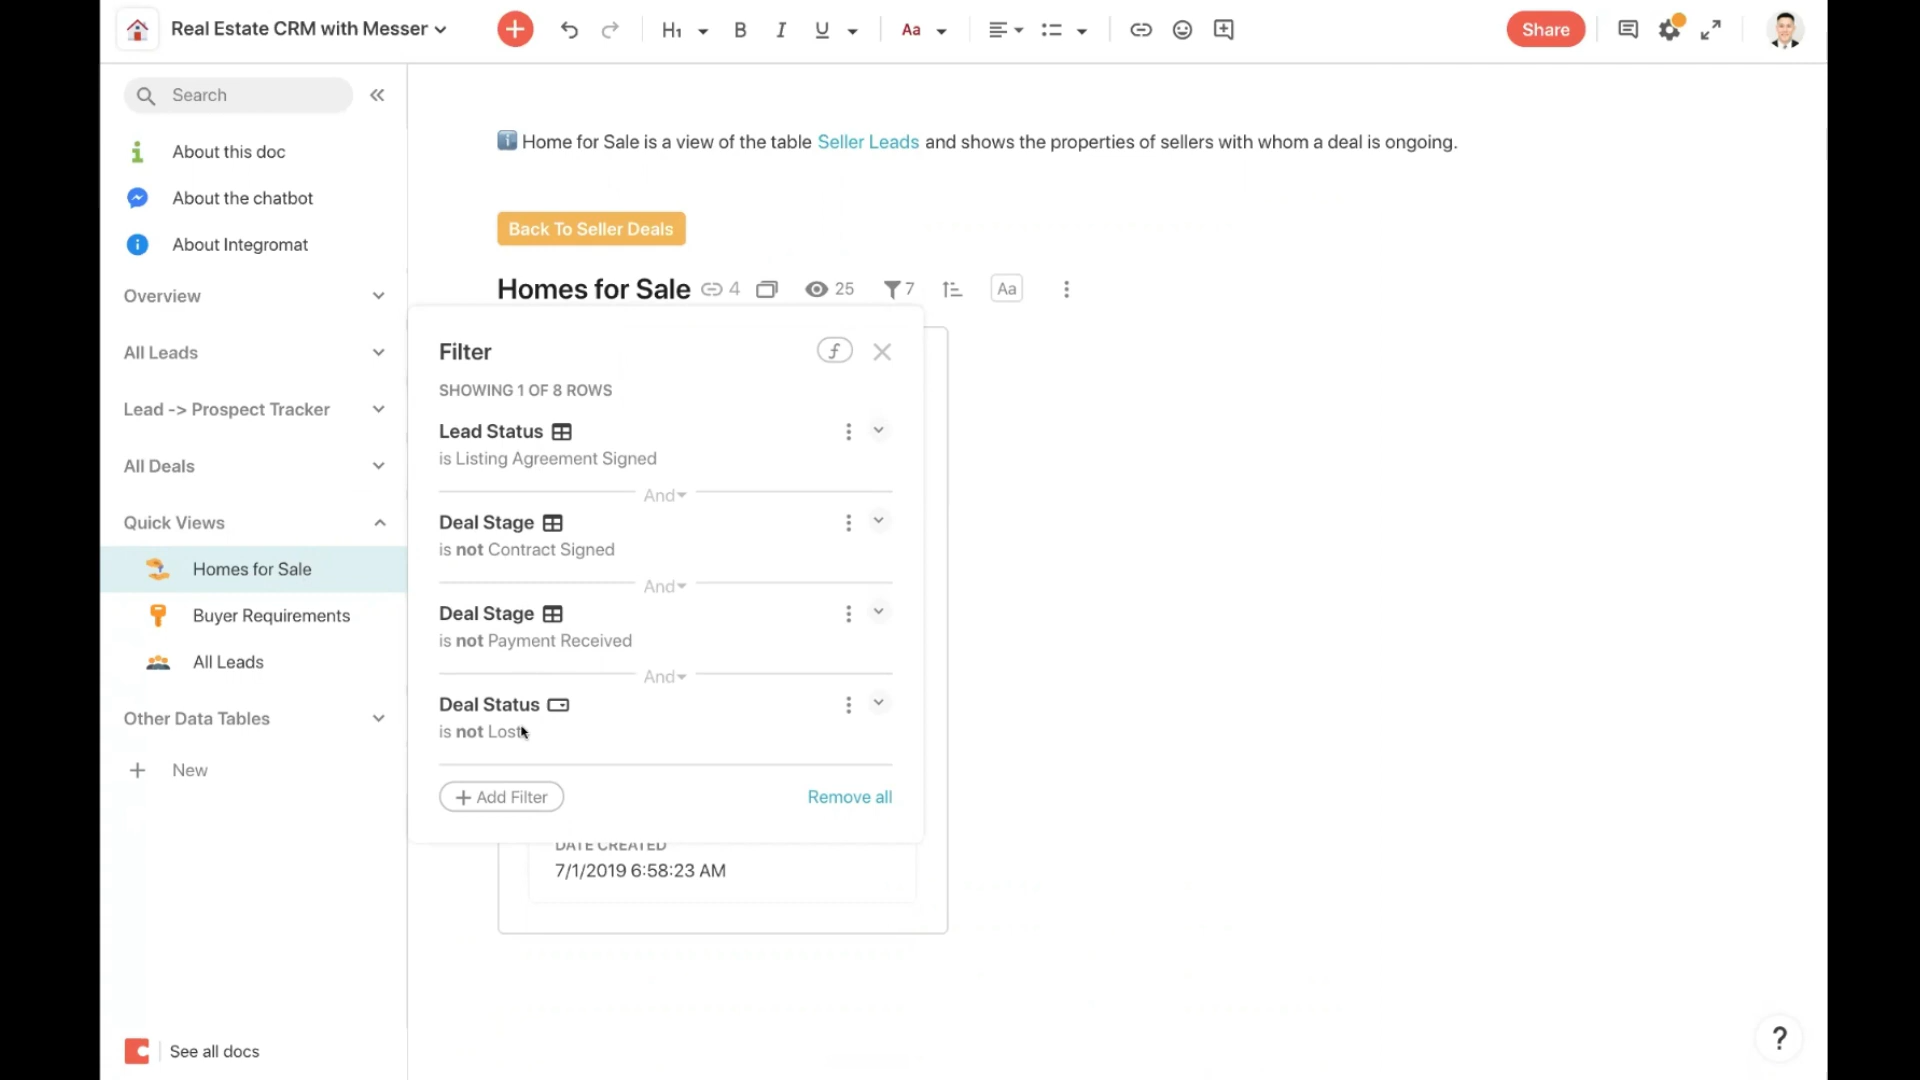 Real Estate CRM with Messer
H1
B
I
U
Aa
Share
Search
About this doc
About the chatbot
About Integromat
Overview
All Leads
Lead -> Prospect Tracker
All Deals
Quick Views
Homes for Sale
Buyer Requirements
All Leads
Other Data Tables
New
See all docs
Home for Sale is a view of the table Seller Leads and shows the properties of sellers with whom a deal is ongoing.
Back To Seller Deals
Homes for Sale 4 25 7 Aa
Filter
SHOWING 1 OF 8 ROWS
Lead Status
is Listing Agreement Signed
And
Deal Stage
is not Contract Signed
And
Deal Stage
is not Payment Received
And
Deal Status
is not Lost
+ Add Filter
Remove all
DATE CREATED
7/1/2019 6:58:23 AM
?